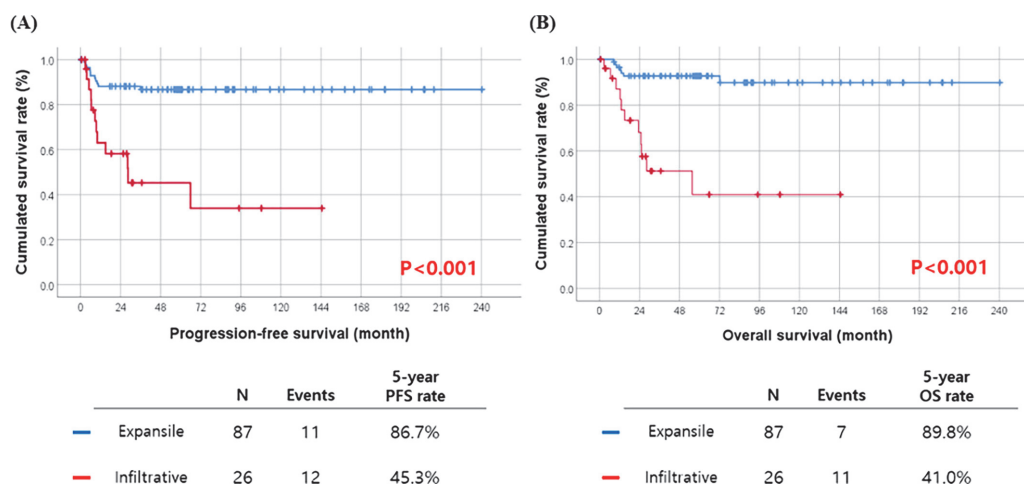 (A)
Cumulated survival rate (%)
1.0
0.8
0.6
0.4
0.2
0.0
P<0.001
0 24 48 72 96 120 144 168 192 216 240
Progression-free survival (month)
5-year
N Events PFS rate
Expansile 87 11 86.7%
Infiltrative 26 12 45.3%
(B)
Cumulated survival rate (%)
1.0
0.8
0.6
0.4
0.2
0.0
P<0.001
0 24 48 72 96 120 144 168 192 216 240
Overall survival (month)
5-year
N Events OS rate
Expansile 87 7 89.8%
Infiltrative 26 11 41.0%